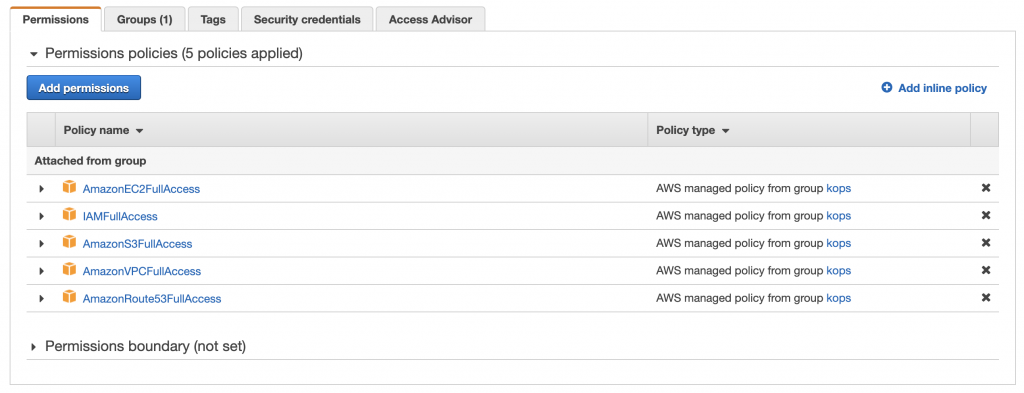 Permissions Groups (1) Tags Security credentials Access Advisor
Permissions policies (5 policies applied)
Add permissions Add inline policy
Policy name Policy type
Attached from group
AmazonEC2FullAccess AWS managed policy from group kops
IAMFullAccess AWS managed policy from group kops
AmazonS3FullAccess AWS managed policy from group kops
AmazonVPCFullAccess AWS managed policy from group kops
AmazonRoute53FullAccess AWS managed policy from group kops
Permissions boundary (not set)